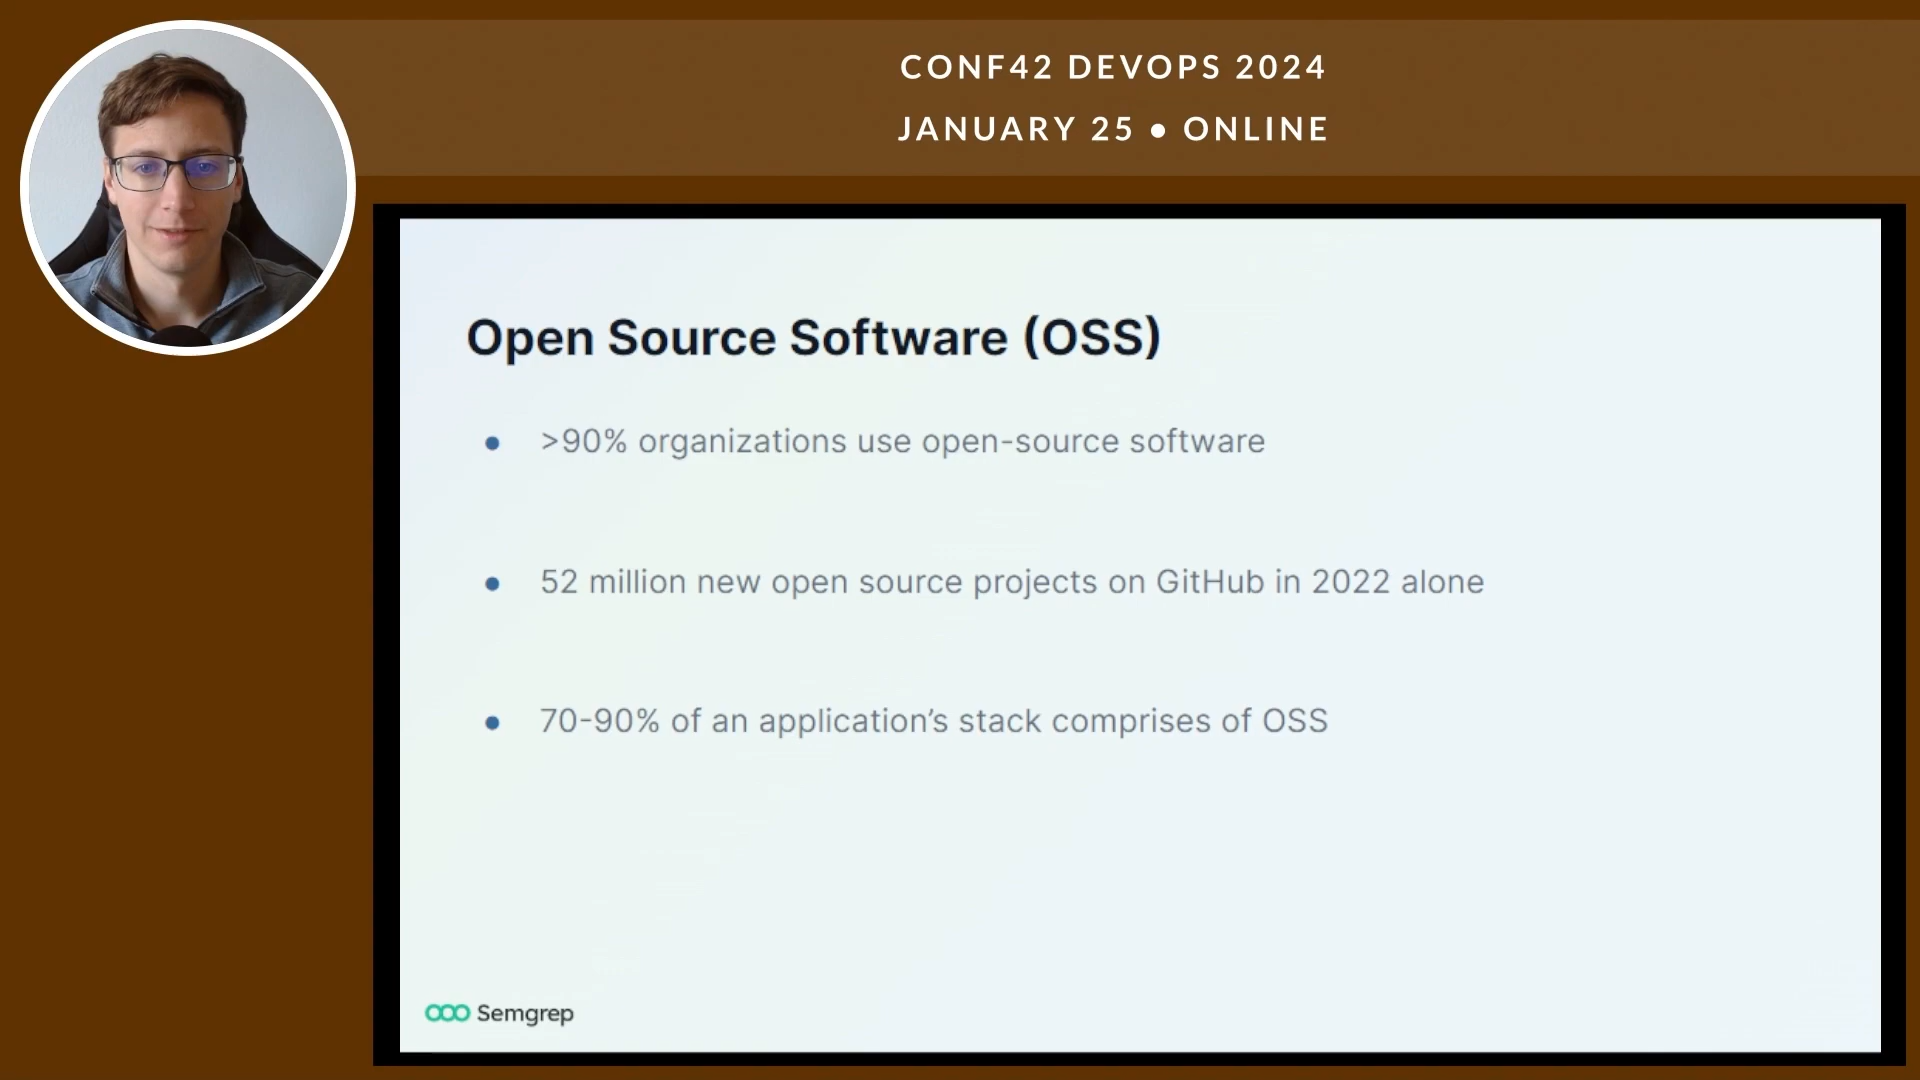 CONF42 DEVOPS 2024
JANUARY 25 • ONLINE
Open Source Software (OSS)
• >90% organizations use open-source software
• 52 million new open source projects on GitHub in 2022 alone
• 70-90% of an application’s stack comprises of OSS
Semgrep